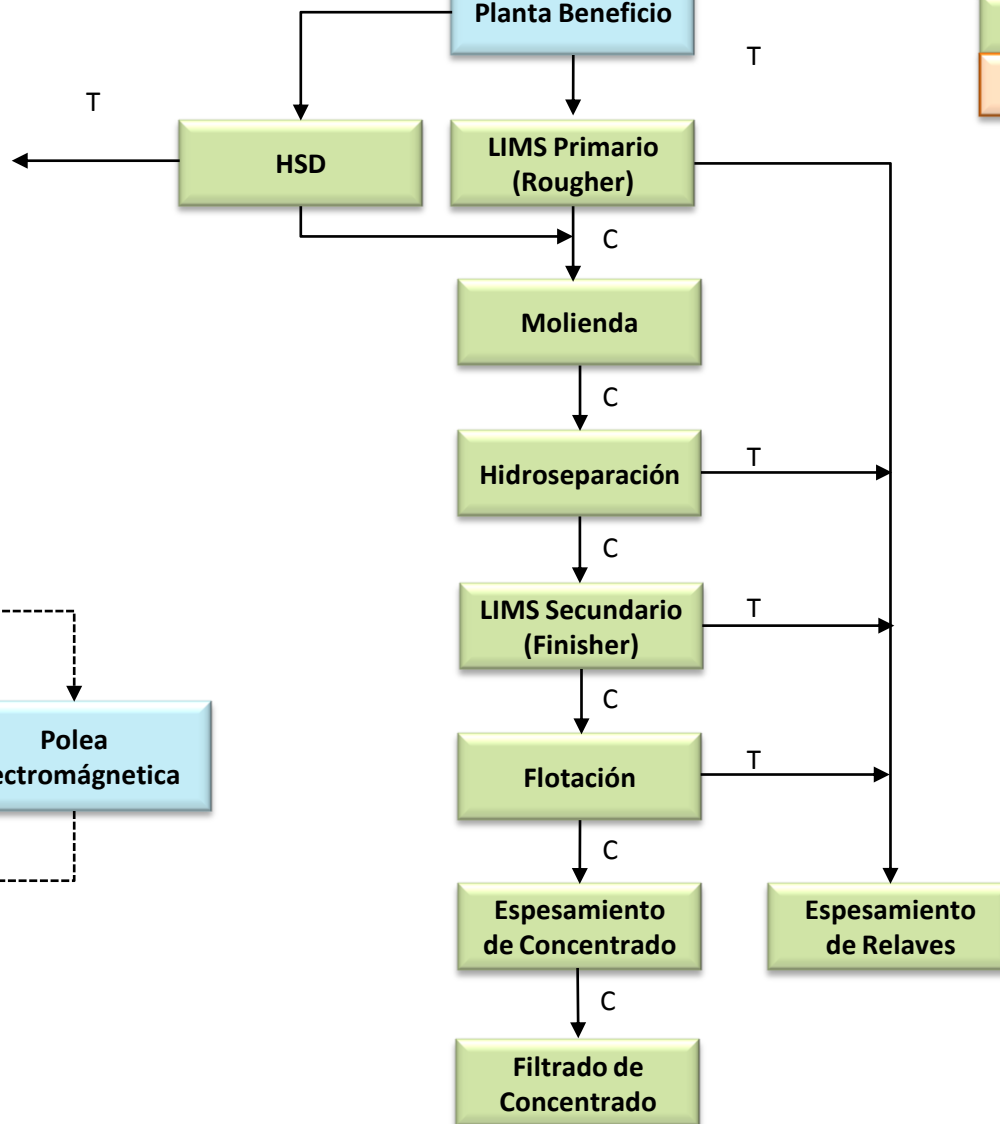 Planta Beneficio
T
T
HSD
LIMS Primario
(Rougher)
C
Molienda
C
Hidroseparación
T
C
LIMS Secundario
(Finisher)
T
C
Polea
Flotación
T
C
Espesamiento
de Concentrado
Espesamiento
de Relaves
C
Filtrado de
Concentrado